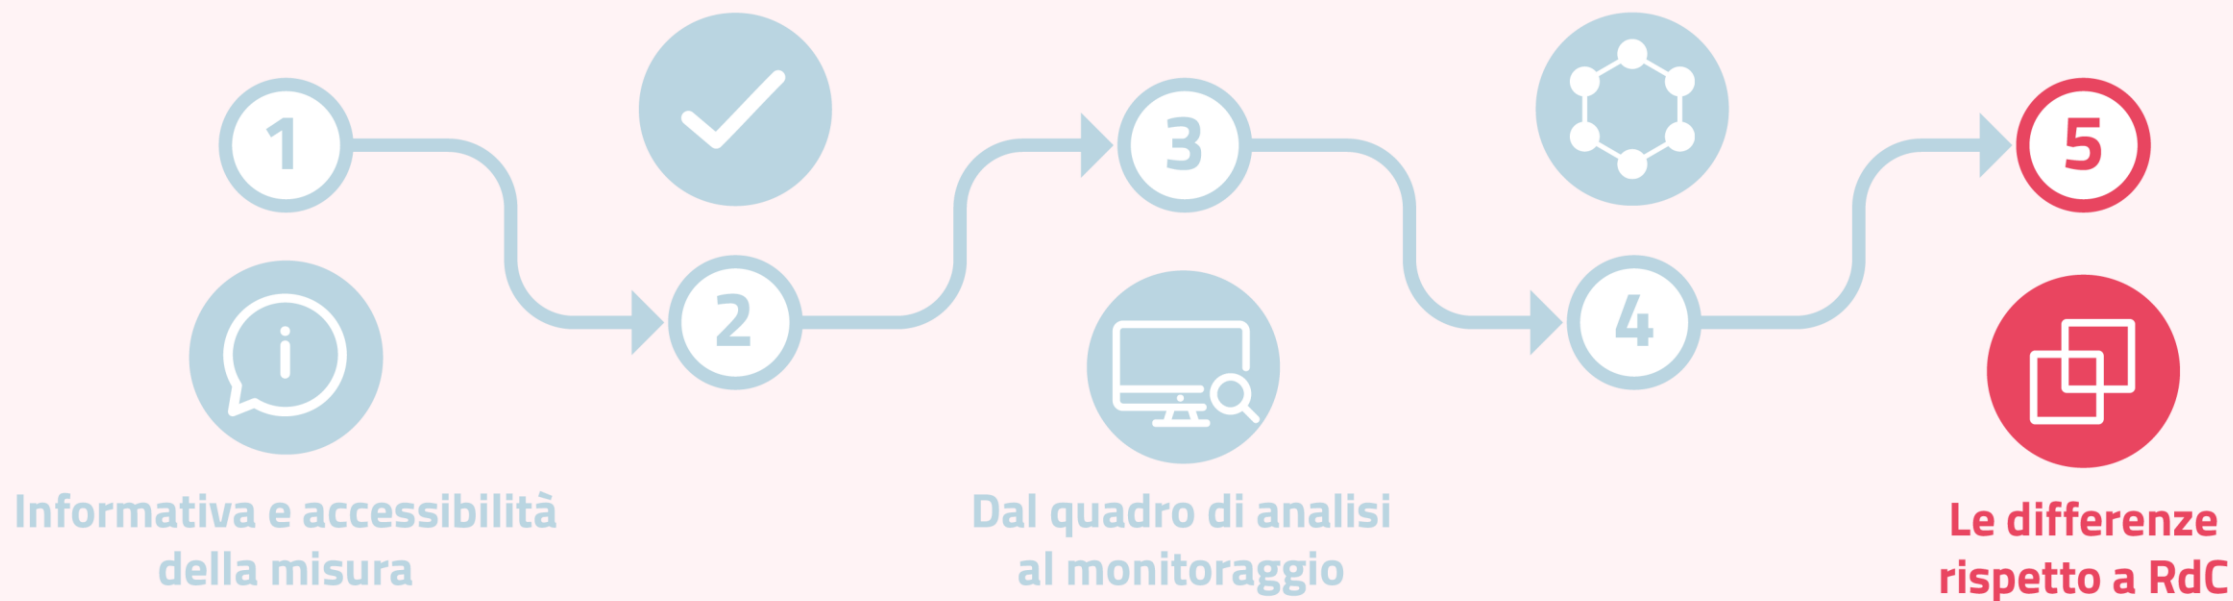 1
2
3
4
5
Informativa e accessibilità
della misura
Dal quadro di analisi
al monitoraggio
Le differenze
rispetto a RdC